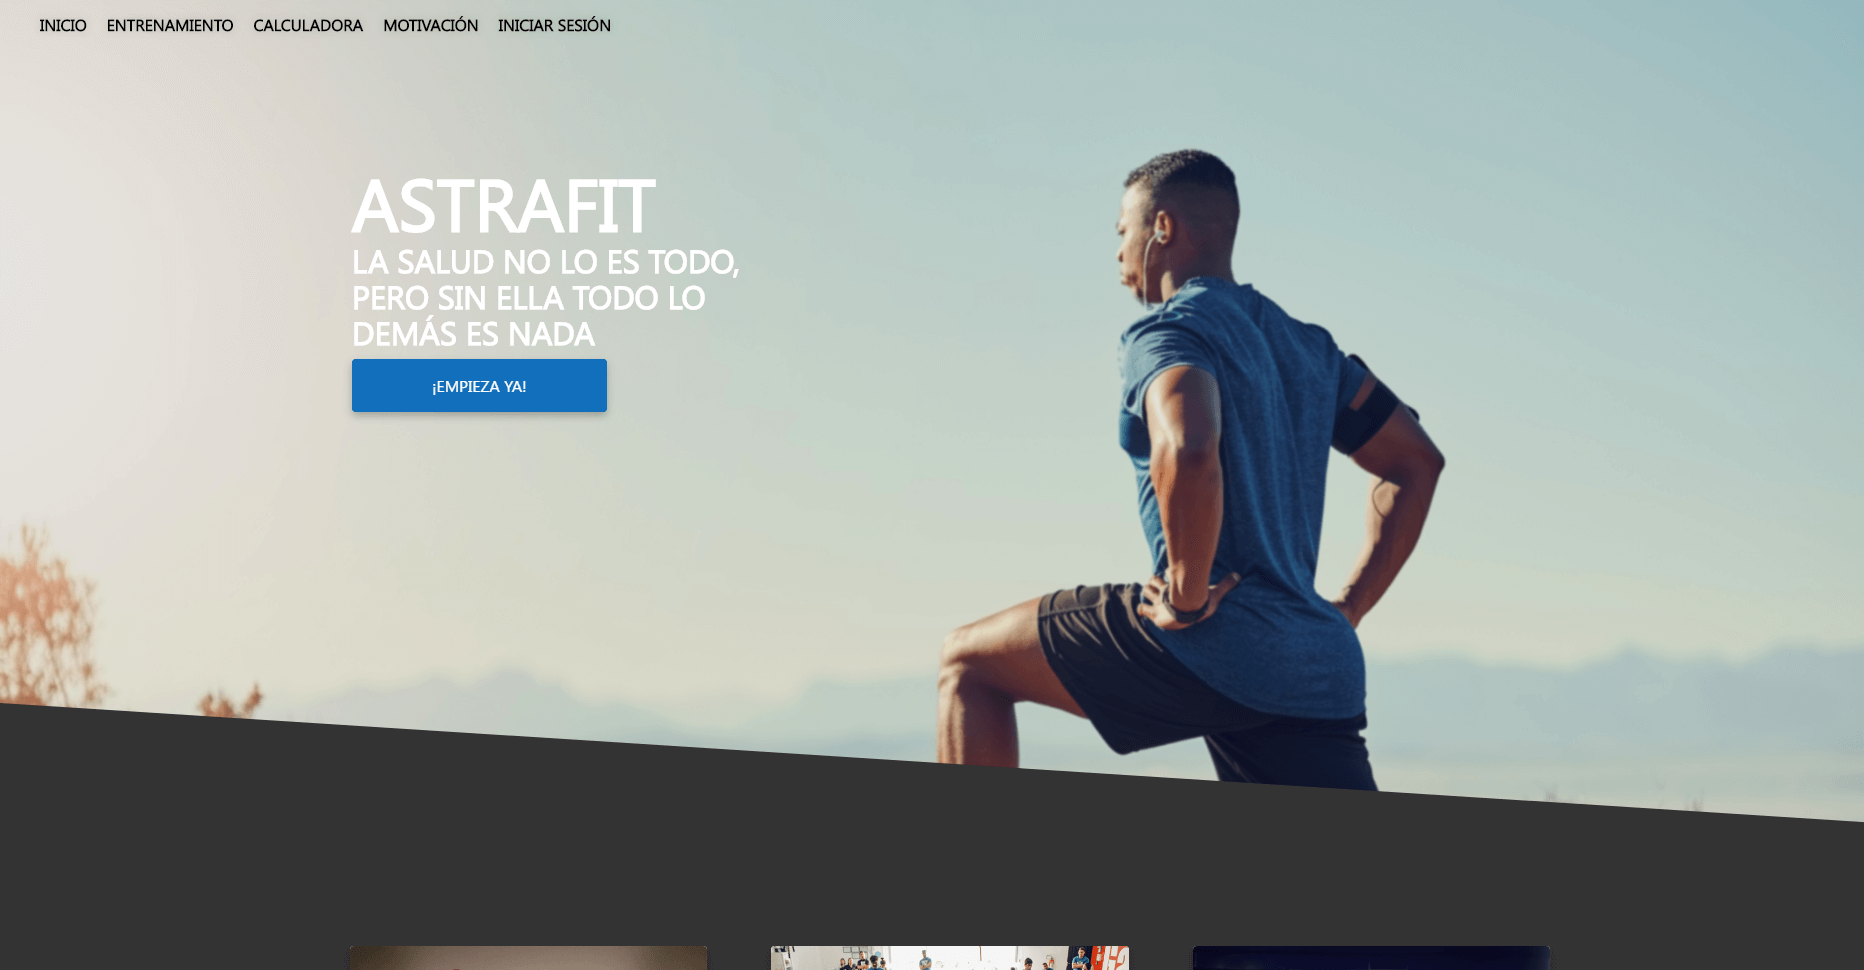 INICIO ENTRENAMIENTO CALCULADORA MOTIVACIÓN INICIAR SESIÓN
ASTRAFIT
LA SALUD NO LO ES TODO,
PERO SIN ELLA TODO LO
DEMÁS ES NADA
¡EMPIEZA YA!